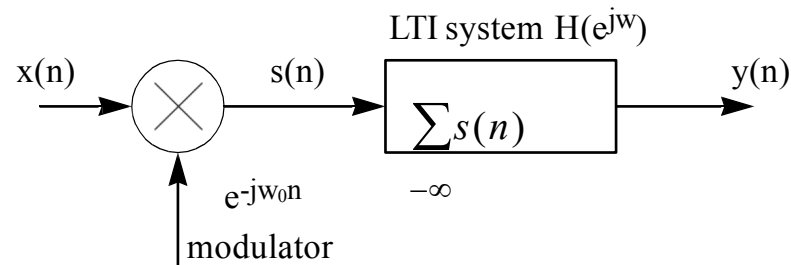 LTI system H(e^jw)
x(n)
s(n)
y(n)
∑s(n)
−∞
e^-jw₀n
modulator